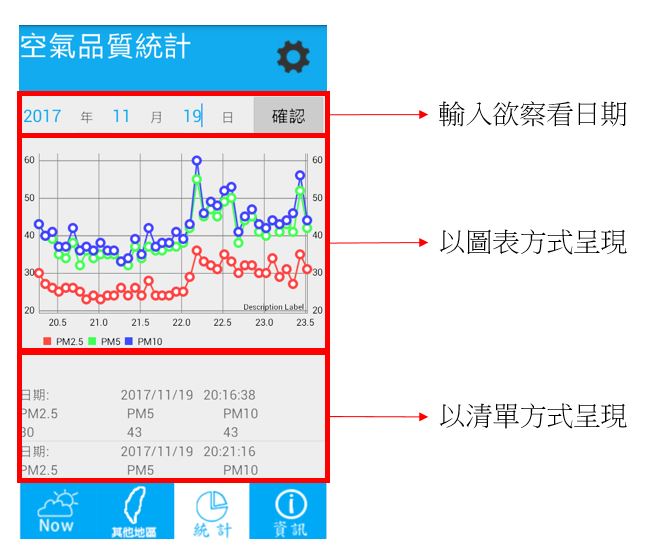 空氣品質統計
2017 年 11 月 19 日 確認
輸入欲察看日期
60 60
50 50
40 40
以圖表方式呈現
30 30
20 20
Description Label
20.5 21.0 21.5 22.0 22.5 23.0 23.5
PM2.5 PM5 PM10
日期: 2017/11/19 20:16:38
PM2.5 PM5 PM10
以清單方式呈現
30 43 43
日期: 2017/11/19 20:21:16
PM2.5 PM5 PM10
Now 其他地區 統計 資訊